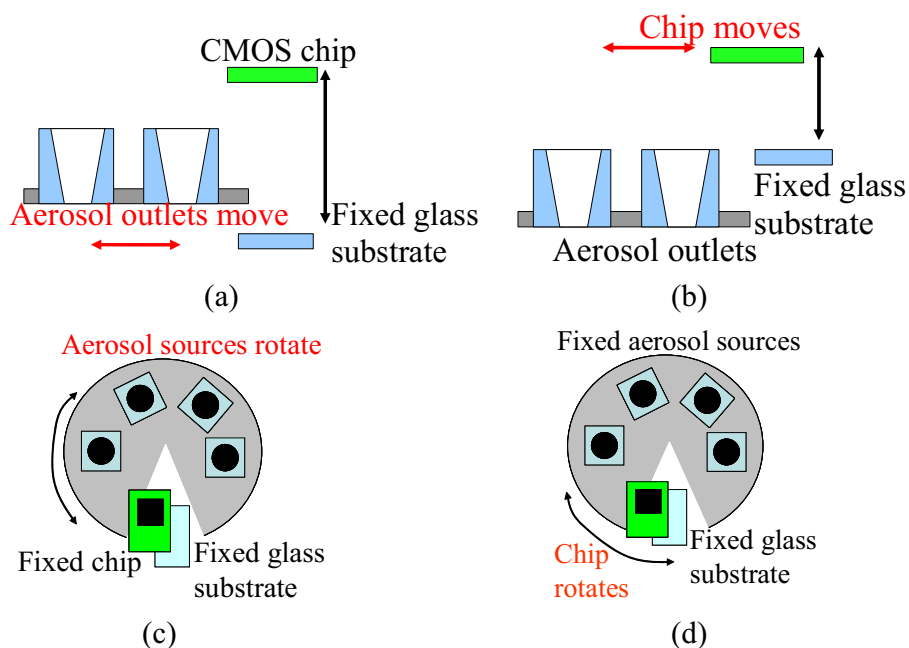 CMOS chip
Aerosol outlets move
Fixed glass
substrate
(a)
Chip moves
Fixed glass
substrate
Aerosol outlets
(b)
Aerosol sources rotate
Fixed chip
Fixed glass
substrate
(c)
Fixed aerosol sources
Chip
rotates
Fixed glass
substrate
(d)